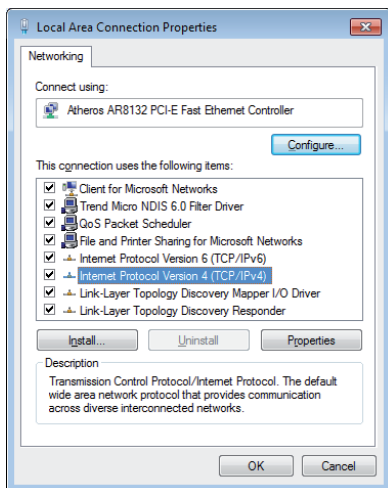 Local Area Connection Properties
Networking
Connect using:
Atheros AR8132 PCI-E Fast Ethernet Controller
Configure...
This connection uses the following items:
Client for Microsoft Networks
Trend Micro NDIS 6.0 Filter Driver
QoS Packet Scheduler
File and Printer Sharing for Microsoft Networks
Internet Protocol Version 6 (TCP/IPv6)
Internet Protocol Version 4 (TCP/IPv4)
Link-Layer Topology Discovery Mapper I/O Driver
Link-Layer Topology Discovery Responder
Install... Uninstall Properties
Description
Transmission Control Protocol/Internet Protocol. The default
wide area network protocol that provides communication
across diverse interconnected networks.
OK Cancel